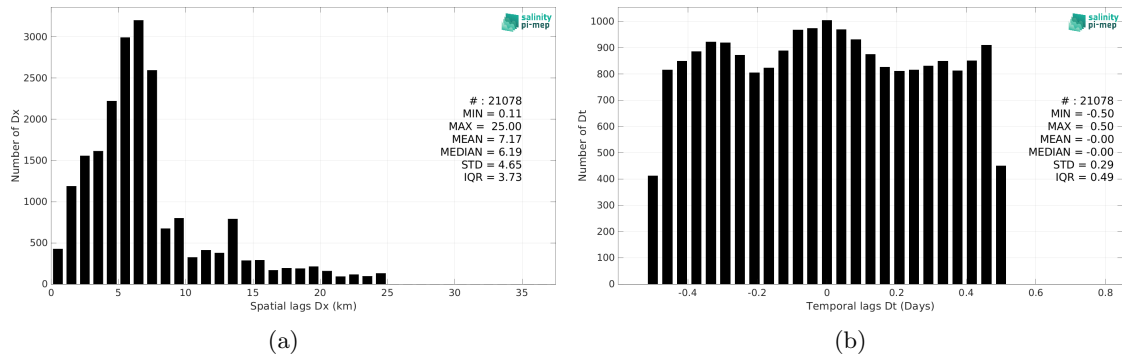 salinity
pi-mep
3000
2500
2000
1500
1000
500
0
Number of Dx
# : 21078
MIN = 0.11
MAX = 25.00
MEAN = 7.17
MEDIAN = 6.19
STD = 4.65
IQR = 3.73
0 5 10 15 20 25 30 35
Spatial lags Dx (km)
(a)
salinity
pi-mep
1000
900
800
700
600
500
400
300
200
100
0
Number of Dt
# : 21078
MIN = -0.50
MAX = 0.50
MEAN = -0.00
MEDIAN = -0.00
STD = 0.29
IQR = 0.49
-0.4 -0.2 0 0.2 0.4 0.6 0.8
Temporal lags Dt (Days)
(b)